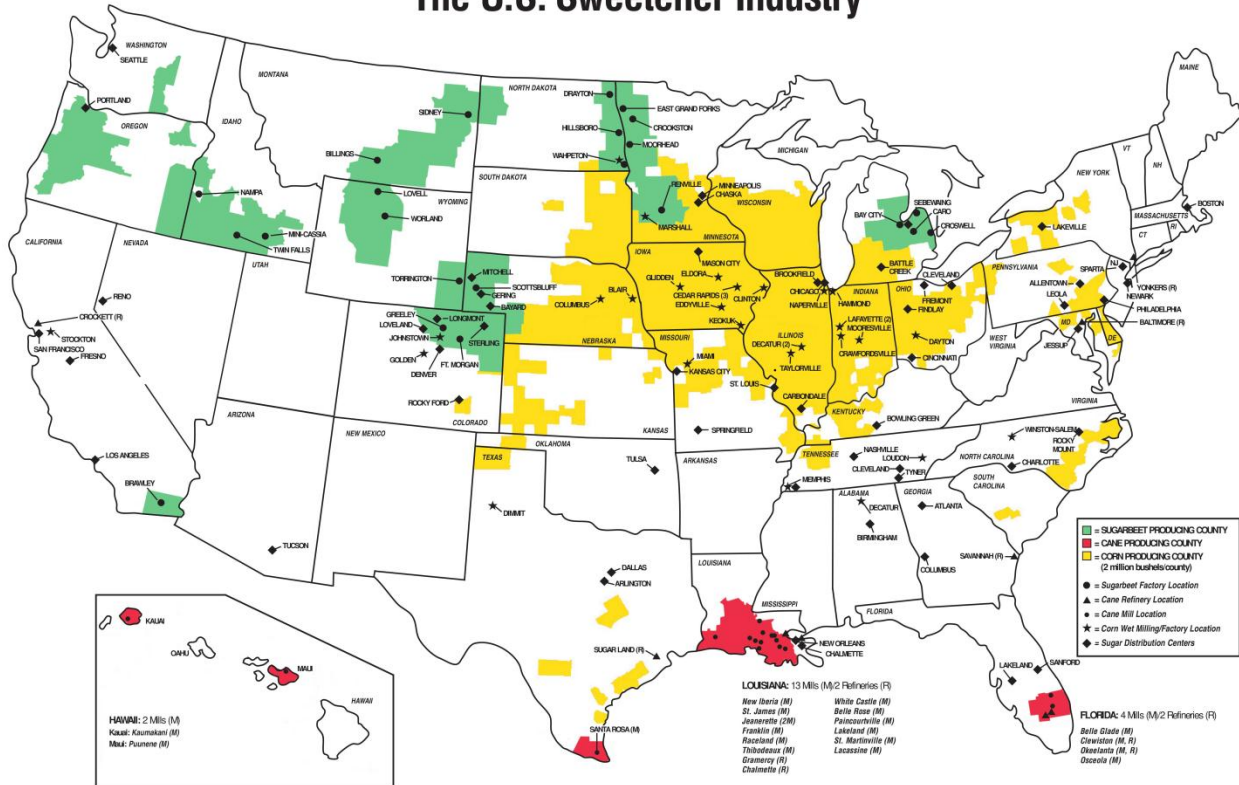 The U.S. Sweetener Industry
WASHINGTON
SEATTLE
PORTLAND
OREGON
IDAHO
MONTANA
SIDNEY
BILLINGS
NAMPA
MINI-CASSIA
TWIN FALLS
LOVELL
WYOMING
WORLAND
NORTH DAKOTA
DRAYTON
EAST GRAND FORKS
CROOKSTON
HILLSBORO
MOORHEAD
WAHPETON
SOUTH DAKOTA
RENVILLE
MARSHALL
MINNEAPOLIS
CHASKA
MINNESOTA
WISCONSIN
MICHIGAN
SEBEWAING
BAY CITY
CARO
CROSWELL
BATTLE
CREEK
MAINE
VT
NH
NEW YORK
MASSACHUSETTS
BOSTON
CT
RI
LAKEVILLE
PENNSYLVANIA
NJ
SPARTA
ALLENTOWN
LEOLA
YONKERS (R)
NEWARK
PHILADELPHIA
BALTIMORE (R)
MD
DE
JESSUP
CALIFORNIA
NEVADA
UTAH
RENO
CROCKETT (R)
STOCKTON
SAN FRANCISCO
FRESNO
LOS ANGELES
BRAWLEY
ARIZONA
TUCSON
NEW MEXICO
TORRINGTON
MITCHELL
SCOTTSBLUFF
GERING
BAYARD
GREELEY
LONGMONT
LOVELAND
JOHNSTOWN
STERLING
GOLDEN
FT. MORGAN
DENVER
ROCKY FORD
COLORADO
COLUMBUS
BLAIR
NEBRASKA
IOWA
MASON CITY
GLIDDEN
ELDORA
CEDAR RAPIDS (3)
CLINTON
EDDYVILLE
KEOKUK
MISSOURI
MIAMI
KANSAS CITY
KANSAS
SPRINGFIELD
BROOKFIELD
CHICAGO
NAPERVILLE
HAMMOND
ILLINOIS
DECATUR (2)
TAYLORVILLE
ST. LOUIS
CARBONDALE
INDIANA
LAFAYETTE (2)
MOORESVILLE
CRAWFORDSVILLE
OHIO
CLEVELAND
FREMONT
FINDLAY
DAYTON
CINCINNATI
WEST
VIRGINIA
VIRGINIA
KENTUCKY
BOWLING GREEN
OKLAHOMA
TULSA
TEXAS
DIMMIT
DALLAS
ARLINGTON
SUGAR LAND (R)
SANTA ROSA (M)
ARKANSAS
TENNESSEE
NASHVILLE
LOUDON
CLEVELAND
TYNER
MEMPHIS
WINSTON-SALEM
ROCKY
MOUNT
NORTH CAROLINA
CHARLOTTE
SOUTH
CAROLINA
ALABAMA
DECATUR
BIRMINGHAM
GEORGIA
ATLANTA
SAVANNAH (R)
COLUMBUS
LOUISIANA
MISSISSIPPI
FLORIDA
NEW ORLEANS
CHALMETTE
LAKELAND
SANFORD
= SUGARBEET PRODUCING COUNTY
= CANE PRODUCING COUNTY
= CORN PRODUCING COUNTY
(2 million bushels/county)
= Sugarbeet Factory Location
= Cane Refinery Location
= Cane Mill Location
= Corn Wet Milling/Factory Location
= Sugar Distribution Centers
KAUAI
OAHU
MAUI
HAWAII
HAWAII: 2 Mills (M)
Kauai: Kaumakani (M)
Maui: Puunene (M)
LOUISIANA: 13 Mills (M)/2 Refineries (R)
New Iberia (M)
St. James (M)
Jeanerette (2M)
Franklin (M)
Raceland (M)
Thibodeaux (M)
Gramercy (R)
Chalmette (R)
White Castle (M)
Belle Rose (M)
Paincourtville (M)
Lakeland (M)
St. Martinville (M)
Lacassine (M)
FLORIDA: 4 Mills (M)/2 Refineries (R)
Belle Glade (M)
Clewiston (M, R)
Okeelanta (M, R)
Osceola (M)